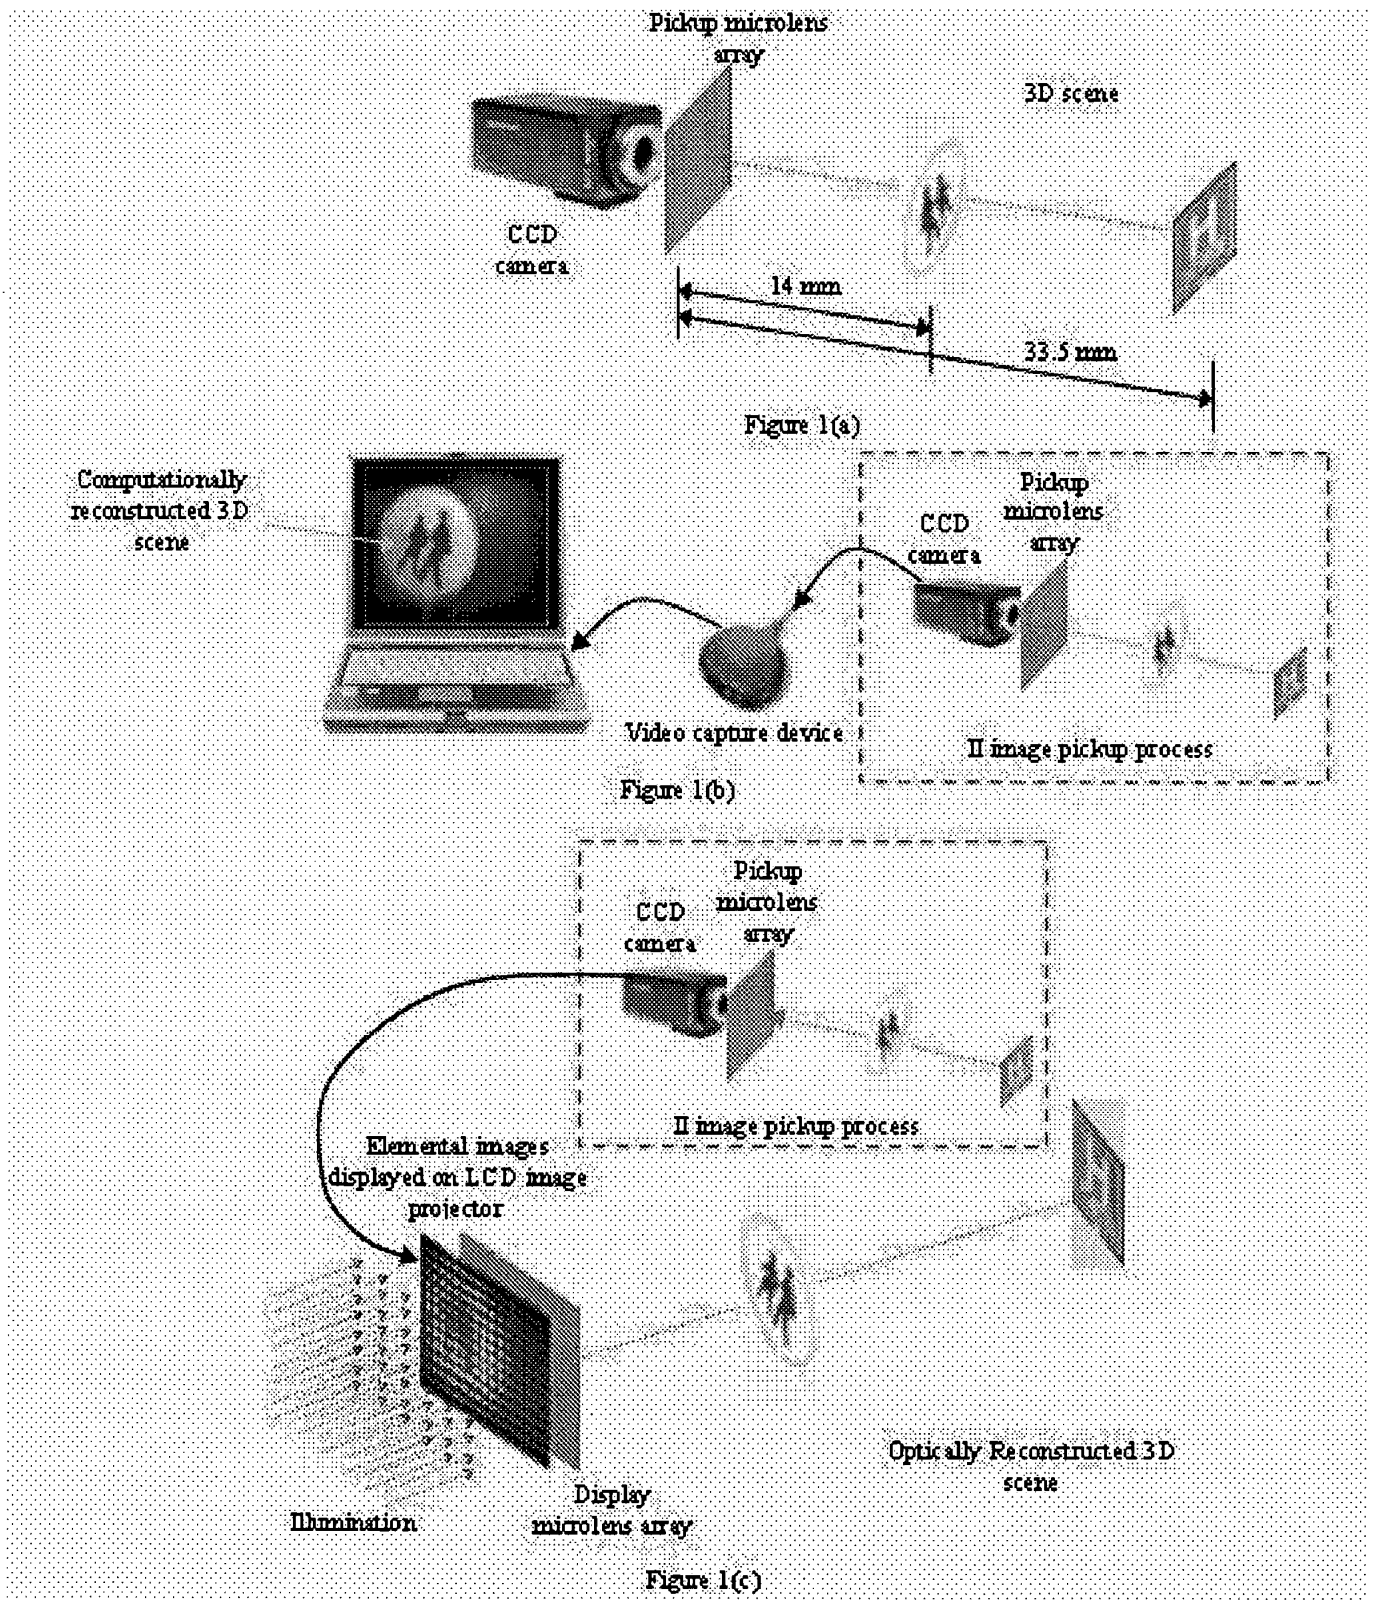 Pickup microlens
array
3D scene
CCD
camera
14 mm
33.5 mm
Figure 1(a)
Computationally
reconstructed 3D
scene
Pickup
microlens
array
CCD
camera
Video capture device
II image pickup process
Figure 1(b)
Pickup
microlens
array
CCD
camera
II image pickup process
Elemental images
displayed on LCD image
projector
Optically Reconstructed 3D
scene
Display
microlens array
Illumination
Figure 1(c)